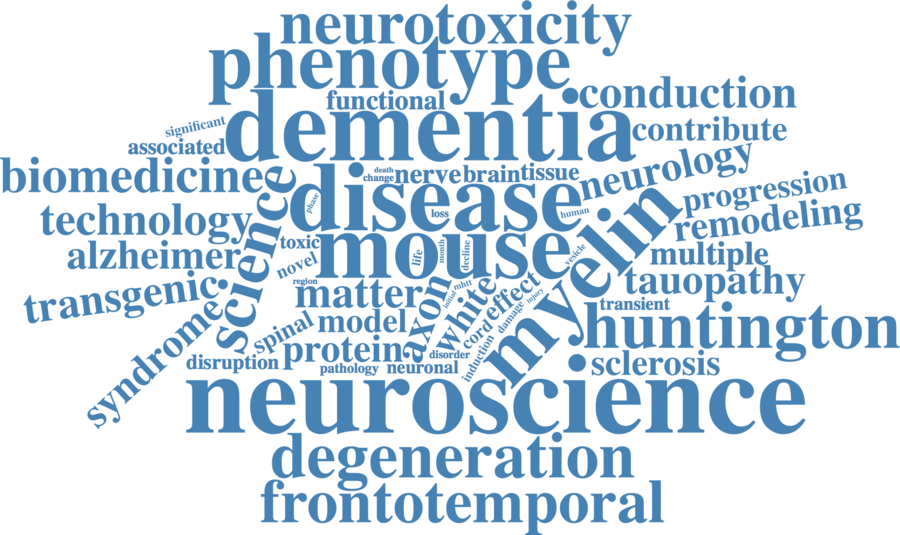 neurotoxicity
phenotype
functional
conduction
dementia
significant
contribute
associated
neurology
biomedicine
death
change
nerve
brain
tissue
disease
science
phase
loss
human
progression
technology
remodeling
myelin
toxic
mouse
life
month
decline
vesicle
multiple
alzheimer
novel
region
tauopathy
transgenic
matter
axon
initial
mhtt
white
effect
injury
transient
syndrome
spinal
model
cord
damage
huntington
disruption
protein
disorder
induction
sclerosis
pathology
neuronal
neuroscience
degeneration
frontotemporal